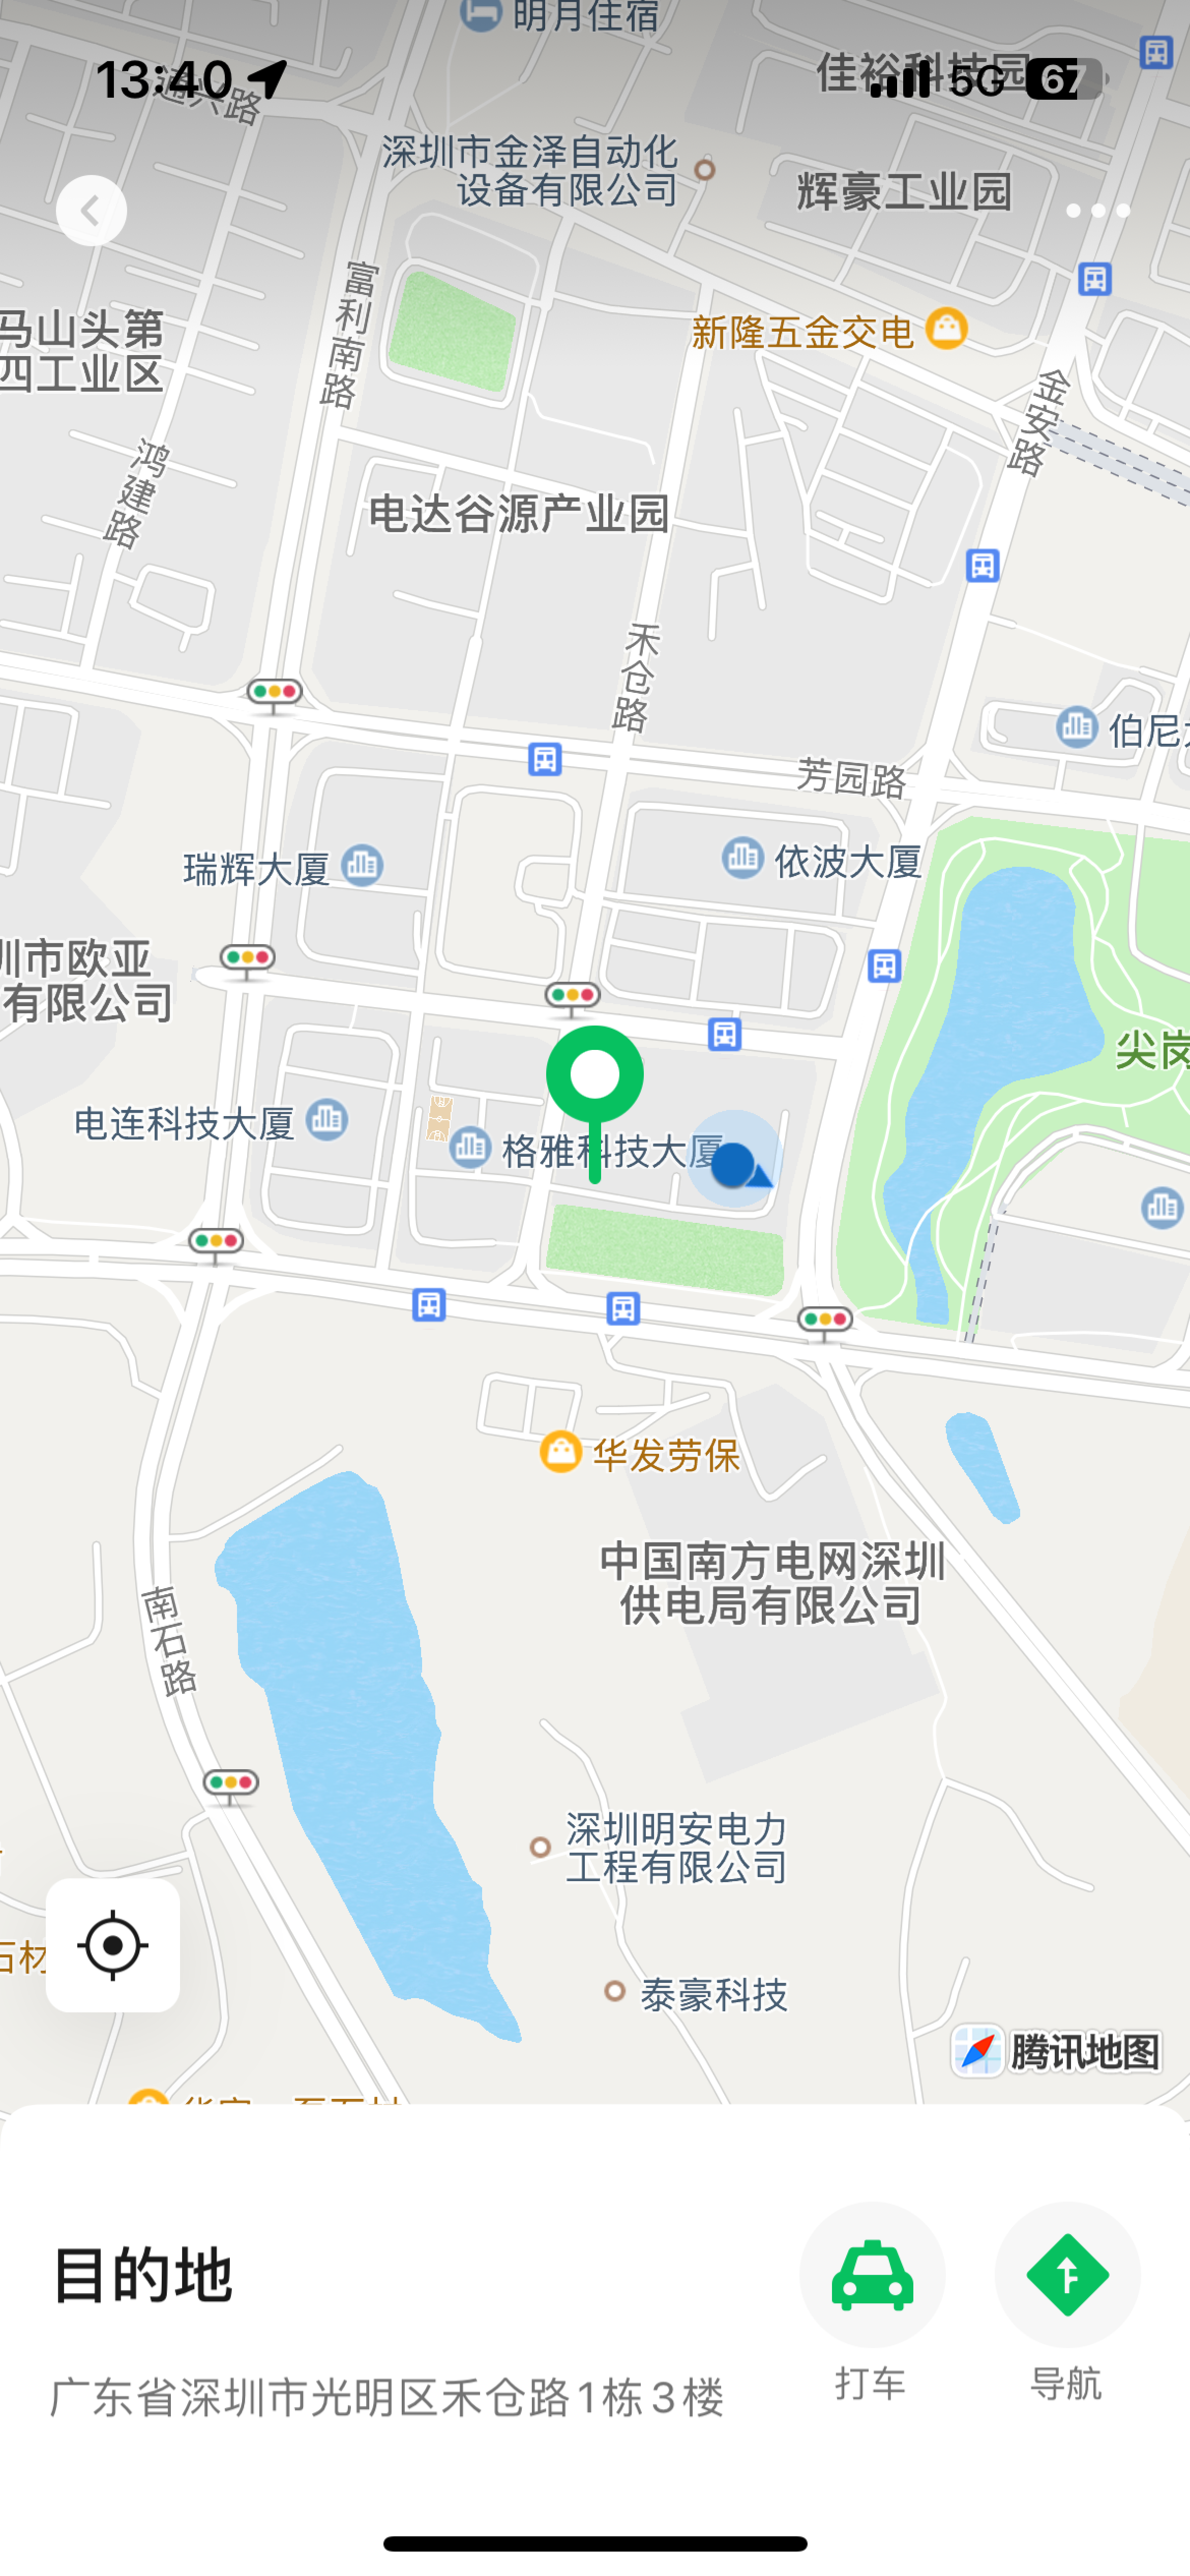 明月住宿
佳裕科技园
13:40
5G
67
通兴路
深圳市金泽自动化
设备有限公司
辉豪工业园
富利南路
马山头第
四工业区
新隆五金交电
金安路
鸿建路
电达谷源产业园
禾仓路
伯尼
芳园路
瑞辉大厦
依波大厦
圳市欧亚
有限公司
尖岗
电连科技大厦
格雅科技大厦
华发劳保
中国南方电网深圳
供电局有限公司
南石路
深圳明安电力
工程有限公司
石材
泰豪科技
腾讯地图
目的地
广东省深圳市光明区禾仓路1栋3楼
打车
导航